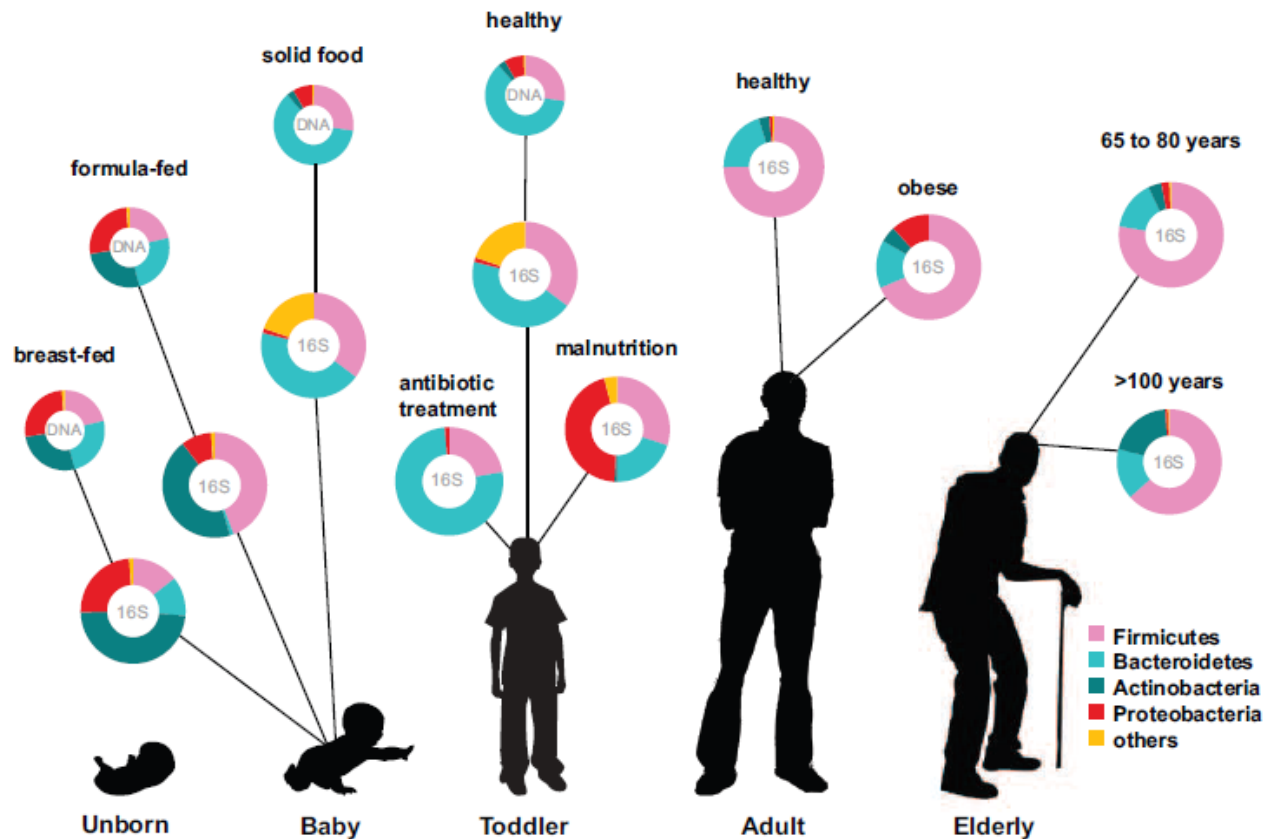 healthy
DNA
solid food
DNA
healthy
16S
65 to 80 years
16S
formula-fed
DNA
obese
16S
16S
16S
breast-fed
DNA
malnutrition
16S
antibiotic
treatment
16S
>100 years
16S
16S
16S
Firmicutes
Bacteroidetes
Actinobacteria
Proteobacteria
others
Unborn
Baby
Toddler
Adult
Elderly